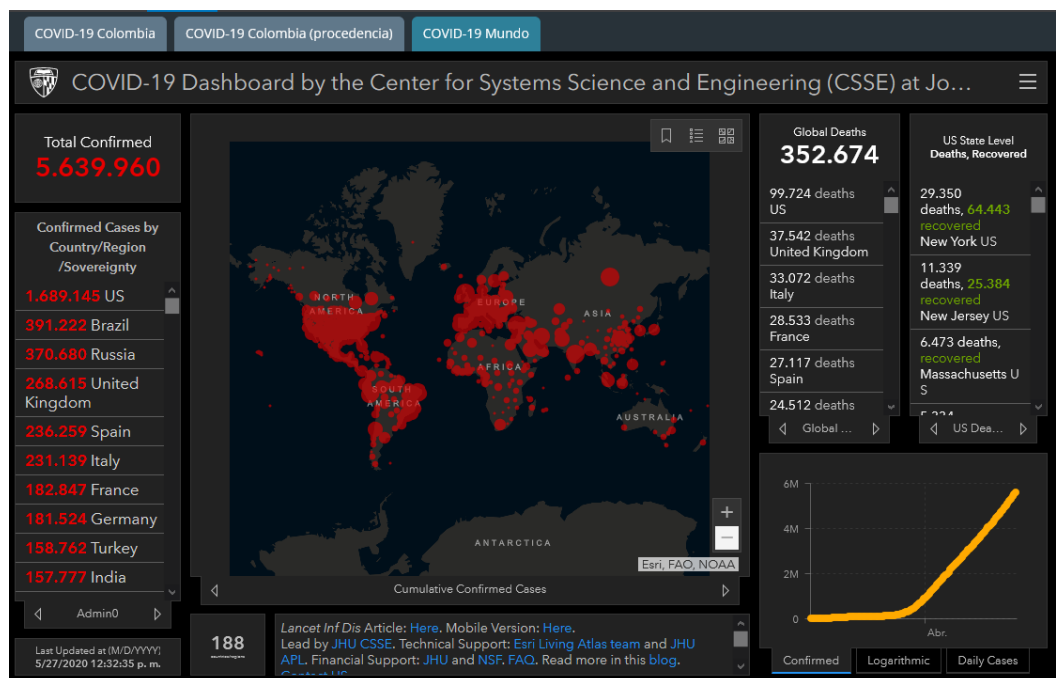 COVID-19 Colombia
COVID-19 Colombia (procedencia)
COVID-19 Mundo
COVID-19 Dashboard by the Center for Systems Science and Engineering (CSSE) at Jo...
Total Confirmed
5.639.960
Confirmed Cases by
Country/Region
/Sovereignty
1.689.145 US
391.222 Brazil
370.680 Russia
268.615 United
Kingdom
236.259 Spain
231.139 Italy
182.847 France
181.524 Germany
158.762 Turkey
157.777 India
Admin0
Last Updated at (M/D/YYYY)
5/27/2020 12:32:35 p. m.
NORTH
AMERICA
EUROPE
ASIA
AFRICA
SOUTH
AMERICA
AUSTRALIA
ANTARCTICA
+
−
Esri, FAO, NOAA
Cumulative Confirmed Cases
188
countries/regions
Lancet Inf Dis Article: Here. Mobile Version: Here.
Lead by JHU CSSE. Technical Support: Esri Living Atlas team and JHU
APL. Financial Support: JHU and NSF. FAQ. Read more in this blog.
Contact US
Global Deaths
352.674
99.724 deaths
US
37.542 deaths
United Kingdom
33.072 deaths
Italy
28.533 deaths
France
27.117 deaths
Spain
24.512 deaths
Global ...
US State Level
Deaths, Recovered
29.350
deaths, 64.443
recovered
New York US
11.339
deaths, 25.384
recovered
New Jersey US
6.473 deaths,
recovered
Massachusetts U
S
US Dea...
6M
4M
2M
0
Abr.
Confirmed
Logarithmic
Daily Cases